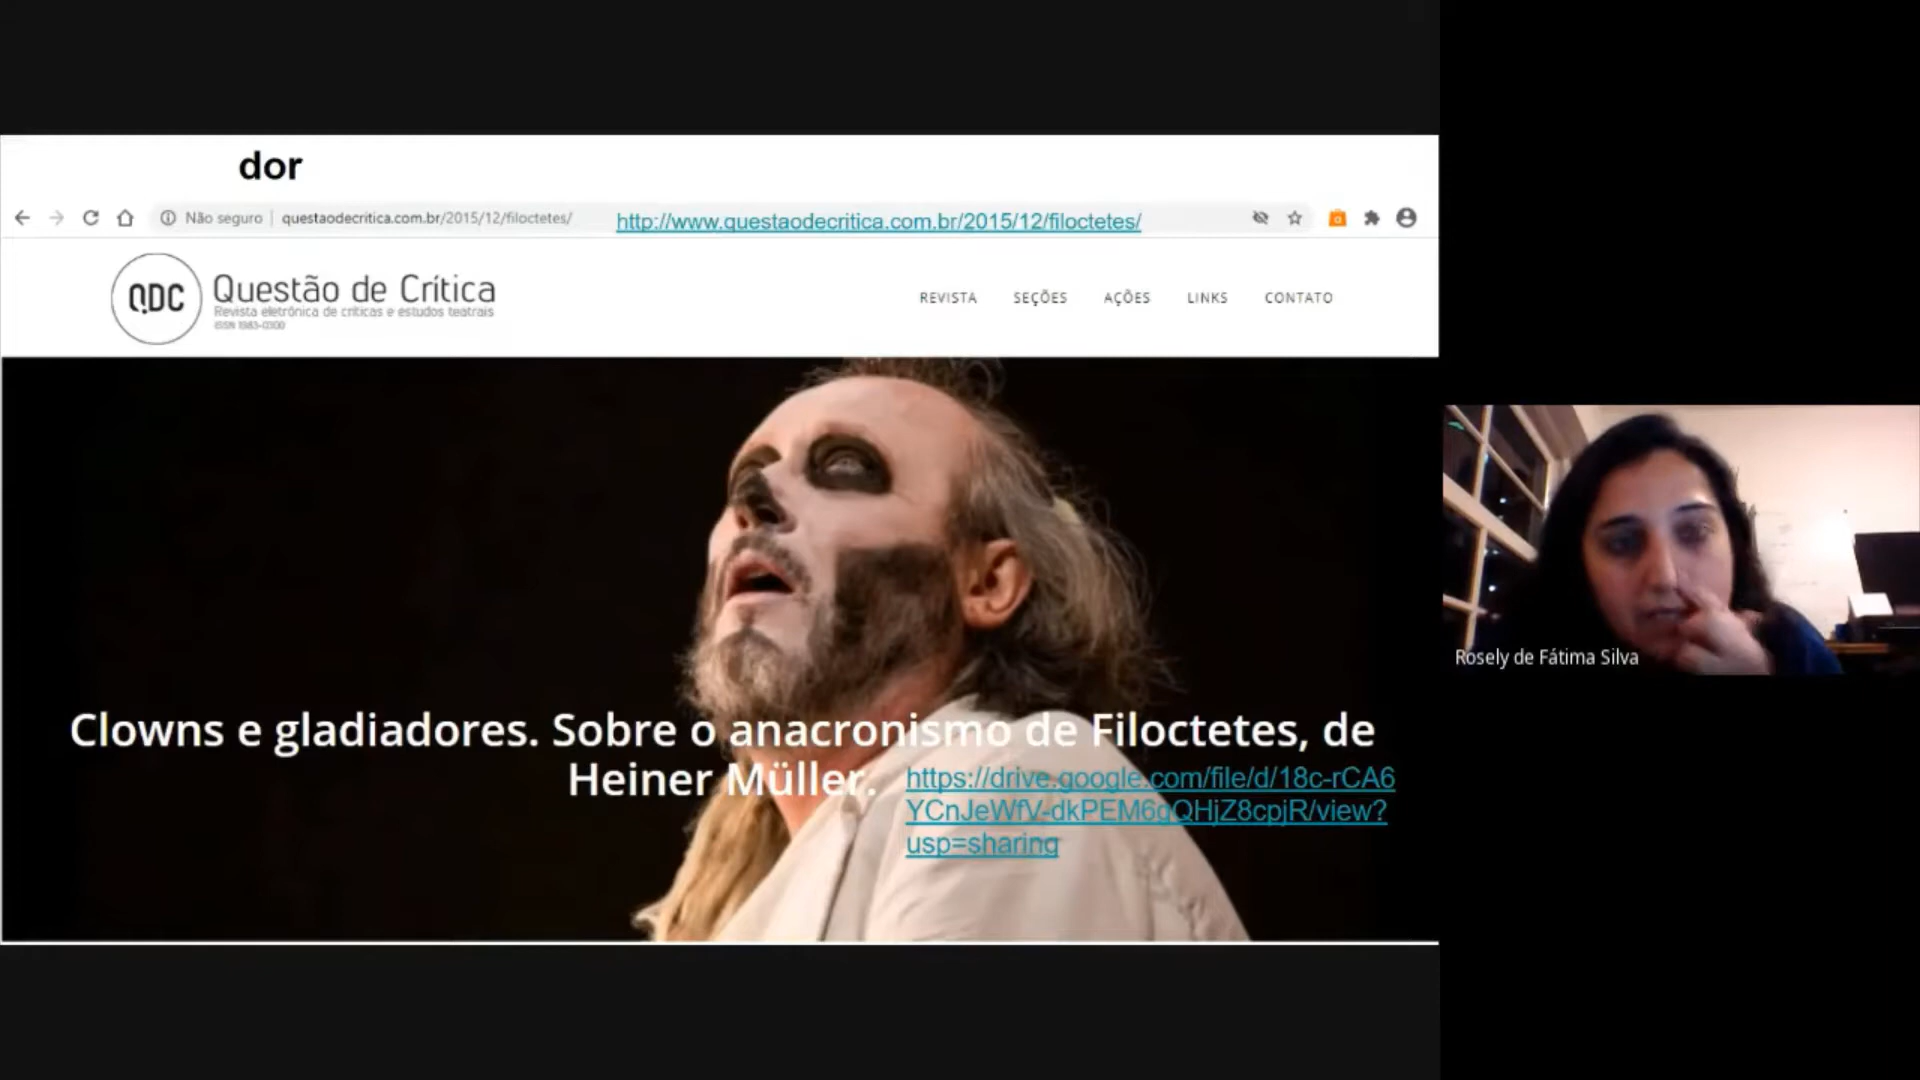 dor
Não seguro | questaodecritica.com.br/2015/12/filoctetes/
http://www.questaodecritica.com.br/2015/12/filoctetes/
QDC
Questão de Crítica
Revista eletrônica de críticas e estudos teatrais
ISSN 1983-0300
REVISTA SEÇÕES AÇÕES LINKS CONTATO
Clowns e gladiadores. Sobre o anacronismo de Filoctetes, de
Heiner Müller.
https://drive.google.com/file/d/18c-rCA6
YCnJeWfV-dkPEM6gQHjZ8cpjR/view?
usp=sharing
Rosely de Fátima Silva